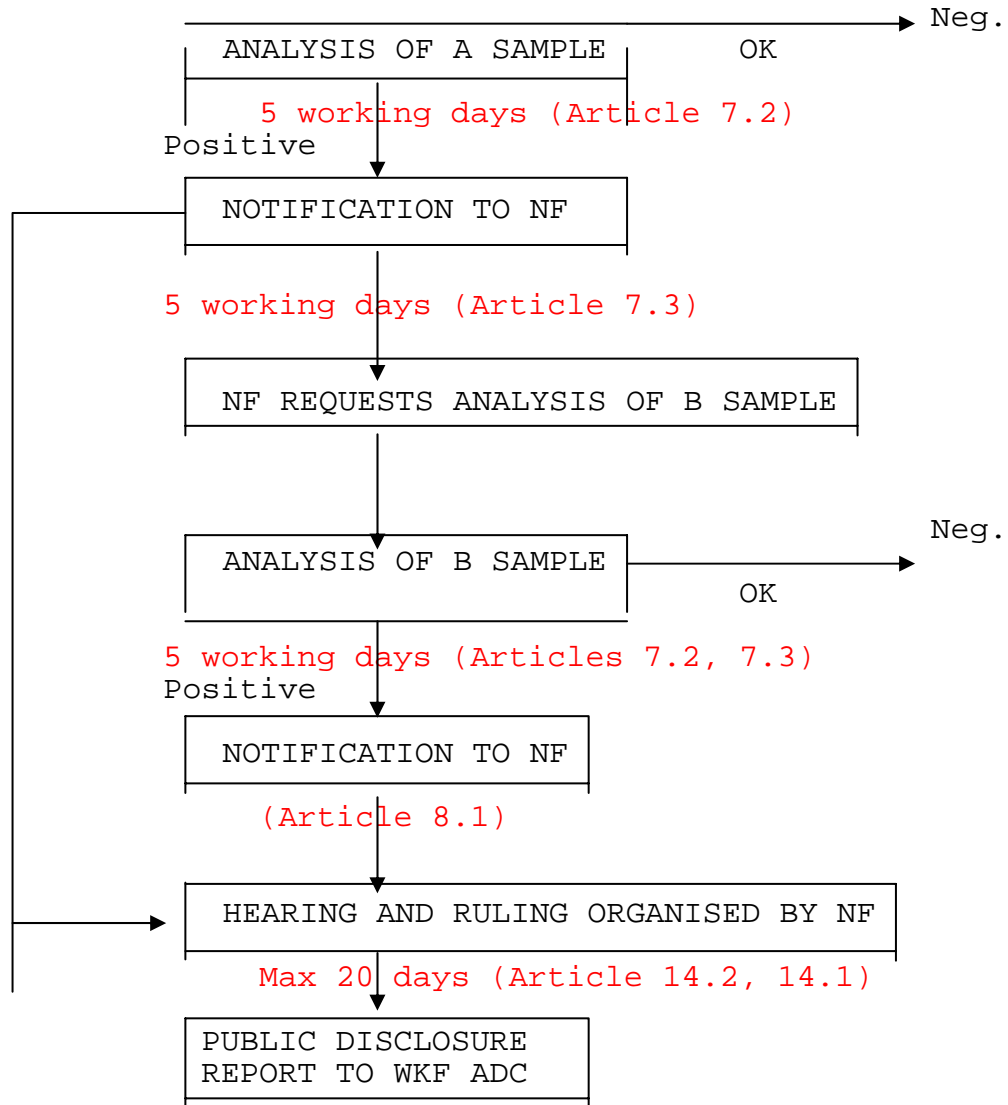 Neg.
ANALYSIS OF A SAMPLE
OK
5 working days (Article 7.2)
Positive
NOTIFICATION TO NF
5 working days (Article 7.3)
NF REQUESTS ANALYSIS OF B SAMPLE
Neg.
ANALYSIS OF B SAMPLE
OK
5 working days (Articles 7.2, 7.3)
Positive
NOTIFICATION TO NF
(Article 8.1)
HEARING AND RULING ORGANISED BY NF
Max 20 days (Article 14.2, 14.1)
PUBLIC DISCLOSURE
REPORT TO WKF ADC